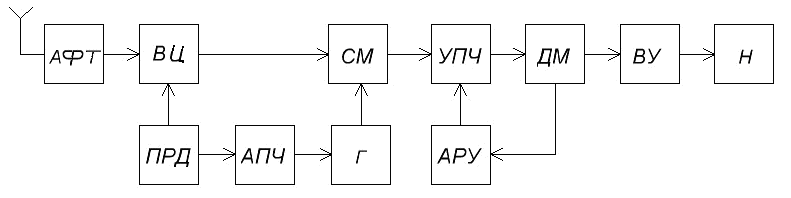 АФТ ВЦ СМ УПЧ ДМ ВУ Н
ПРД АПЧ Г АРУ